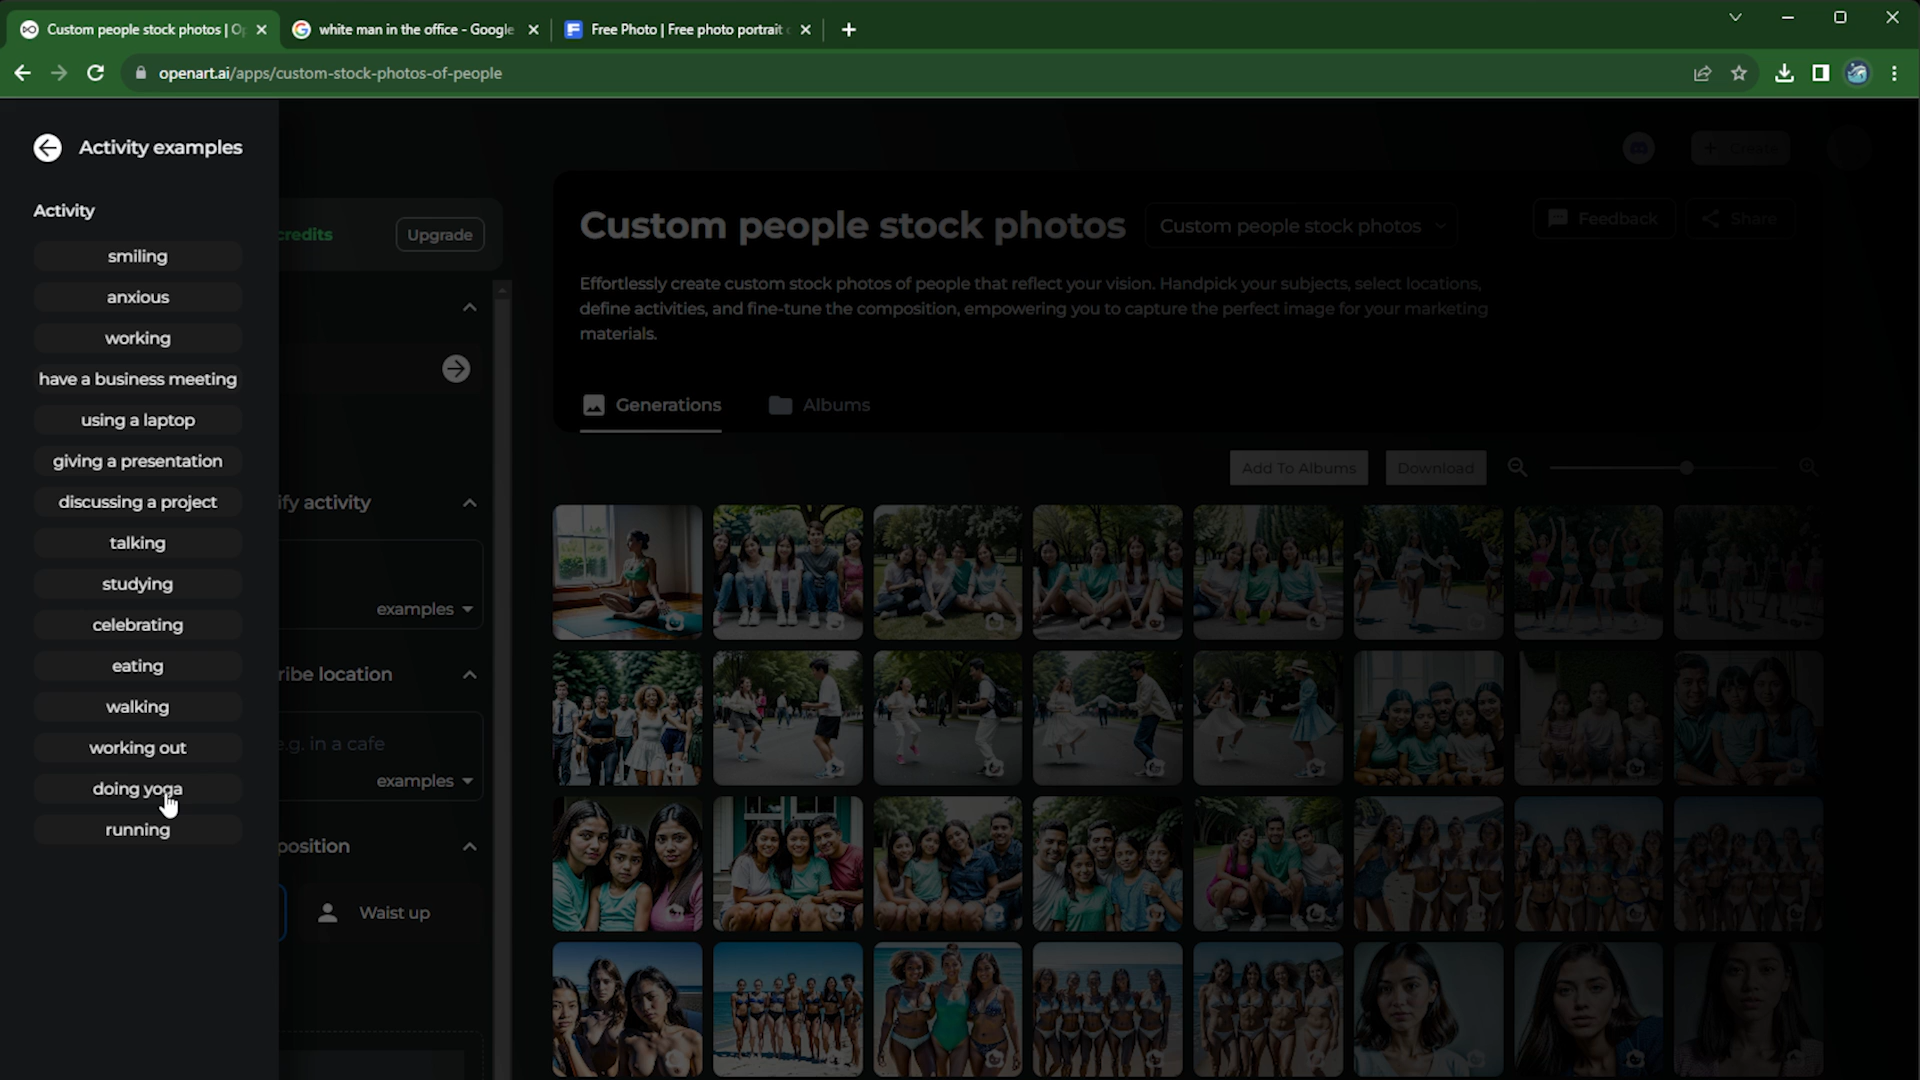 Custom people stock photos | Op
white man in the office - Google
Free Photo | Free photo portrait
openart.ai/apps/custom-stock-photos-of-people
Activity examples
Activity
smiling
anxious
working
have a business meeting
using a laptop
giving a presentation
discussing a project
talking
studying
celebrating
eating
walking
working out
doing yoga
running
credits
Upgrade
ify activity
examples
ribe location
e.g. in a cafe
examples
position
Waist up
+ Create
Custom people stock photos
Custom people stock photos
Feedback
Share
Effortlessly create custom stock photos of people that reflect your vision. Handpick your subjects, select locations,
define activities, and fine-tune the composition, empowering you to capture the perfect image for your marketing
materials.
Generations
Albums
Add To Albums
Download